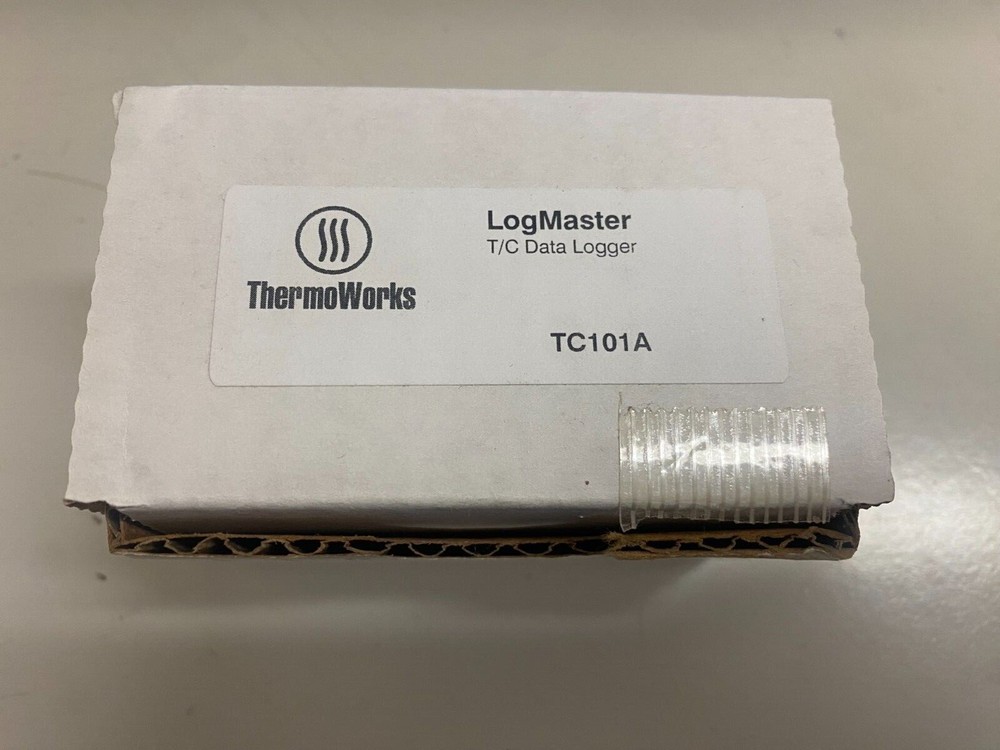 ThermoWorks
LogMaster
T/C Data Logger
TC101A